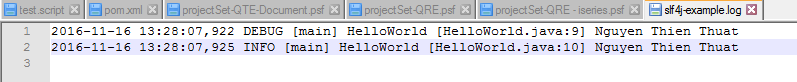 test.script pom.xml projectSet-QTE-Document.psf projectSet-QRE.psf projectSet-QRE - iseries.psf slf4j-example.log
1 2016-11-16 13:28:07,922 DEBUG [main] HelloWorld [HelloWorld.java:9] Nguyen Thien Thuat
2 2016-11-16 13:28:07,925 INFO [main] HelloWorld [HelloWorld.java:10] Nguyen Thien Thuat